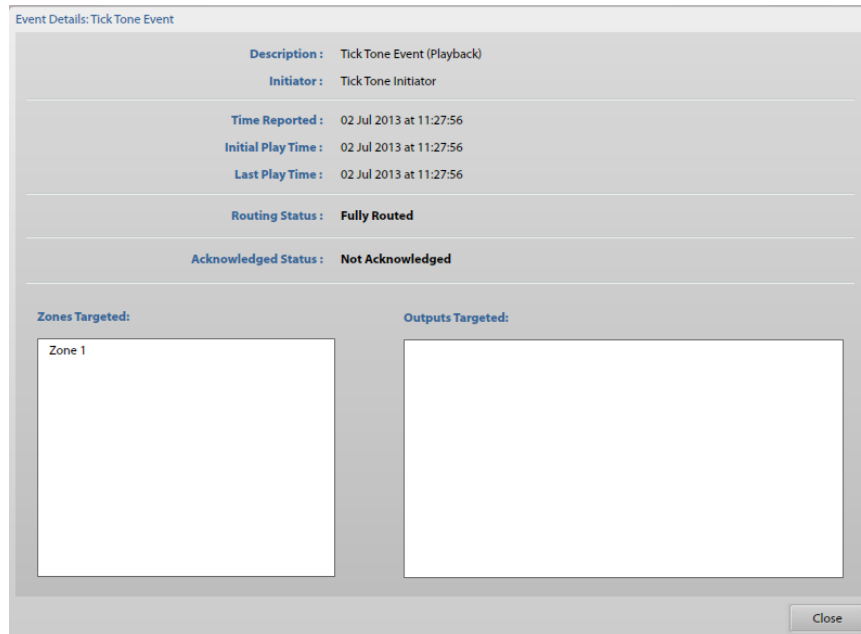 Event Details: Tick Tone Event
Description : Tick Tone Event (Playback)
Initiator : Tick Tone Initiator
Time Reported : 02 Jul 2013 at 11:27:56
Initial Play Time : 02 Jul 2013 at 11:27:56
Last Play Time : 02 Jul 2013 at 11:27:56
Routing Status : Fully Routed
Acknowledged Status : Not Acknowledged
Zones Targeted:
Zone 1
Outputs Targeted:
Close